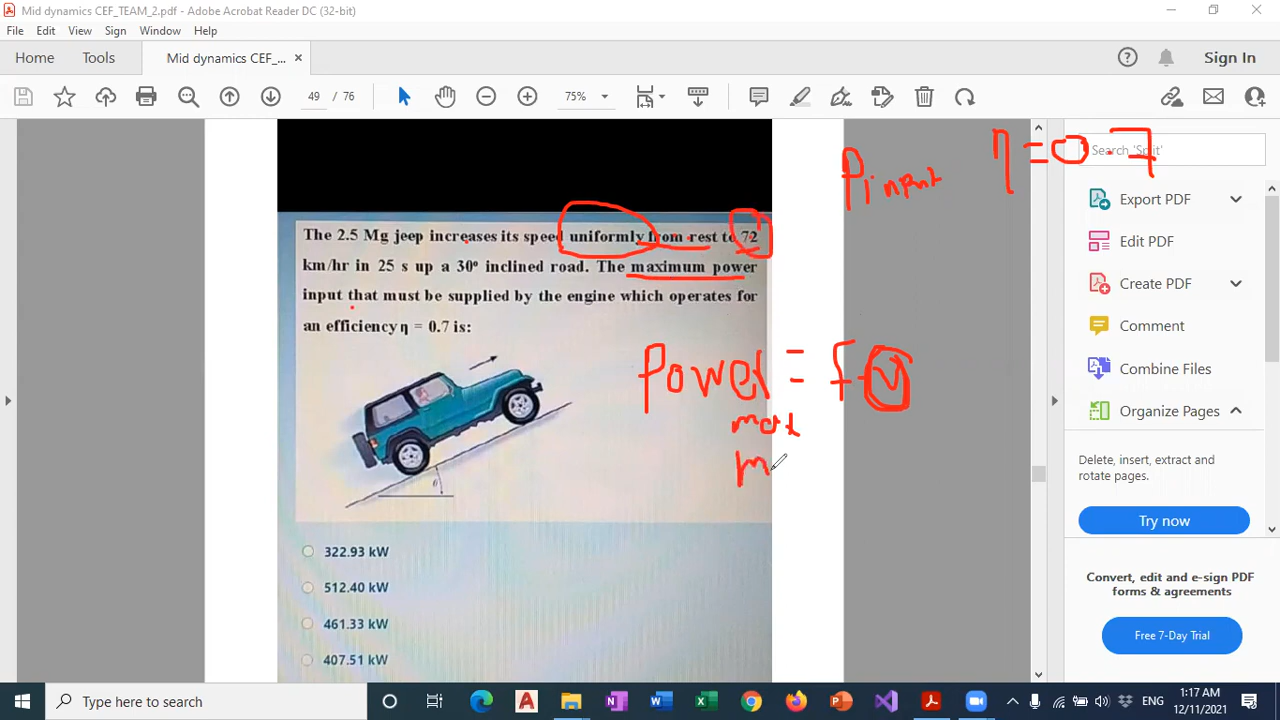 Mid dynamics CEF_TEAM_2.pdf - Adobe Acrobat Reader DC (32-bit)
File Edit View Sign Window Help
Home Tools Mid dynamics CEF_... × Sign In
49 / 76 75%
η = 0.7
Search 'Split'
P input
Export PDF
Edit PDF
Create PDF
Comment
Combine Files
Organize Pages
Delete, insert, extract and
rotate pages.
Try now
Convert, edit and e-sign PDF
forms & agreements
Free 7-Day Trial
The 2.5 Mg jeep increases its speed uniformly from rest to 72
km/hr in 25 s up a 30° inclined road. The maximum power
input that must be supplied by the engine which operates for
an efficiency η = 0.7 is:
Power = F.V
max
m
θ
322.93 kW
512.40 kW
461.33 kW
407.51 kW
Type here to search
ENG
1:17 AM
12/11/2021